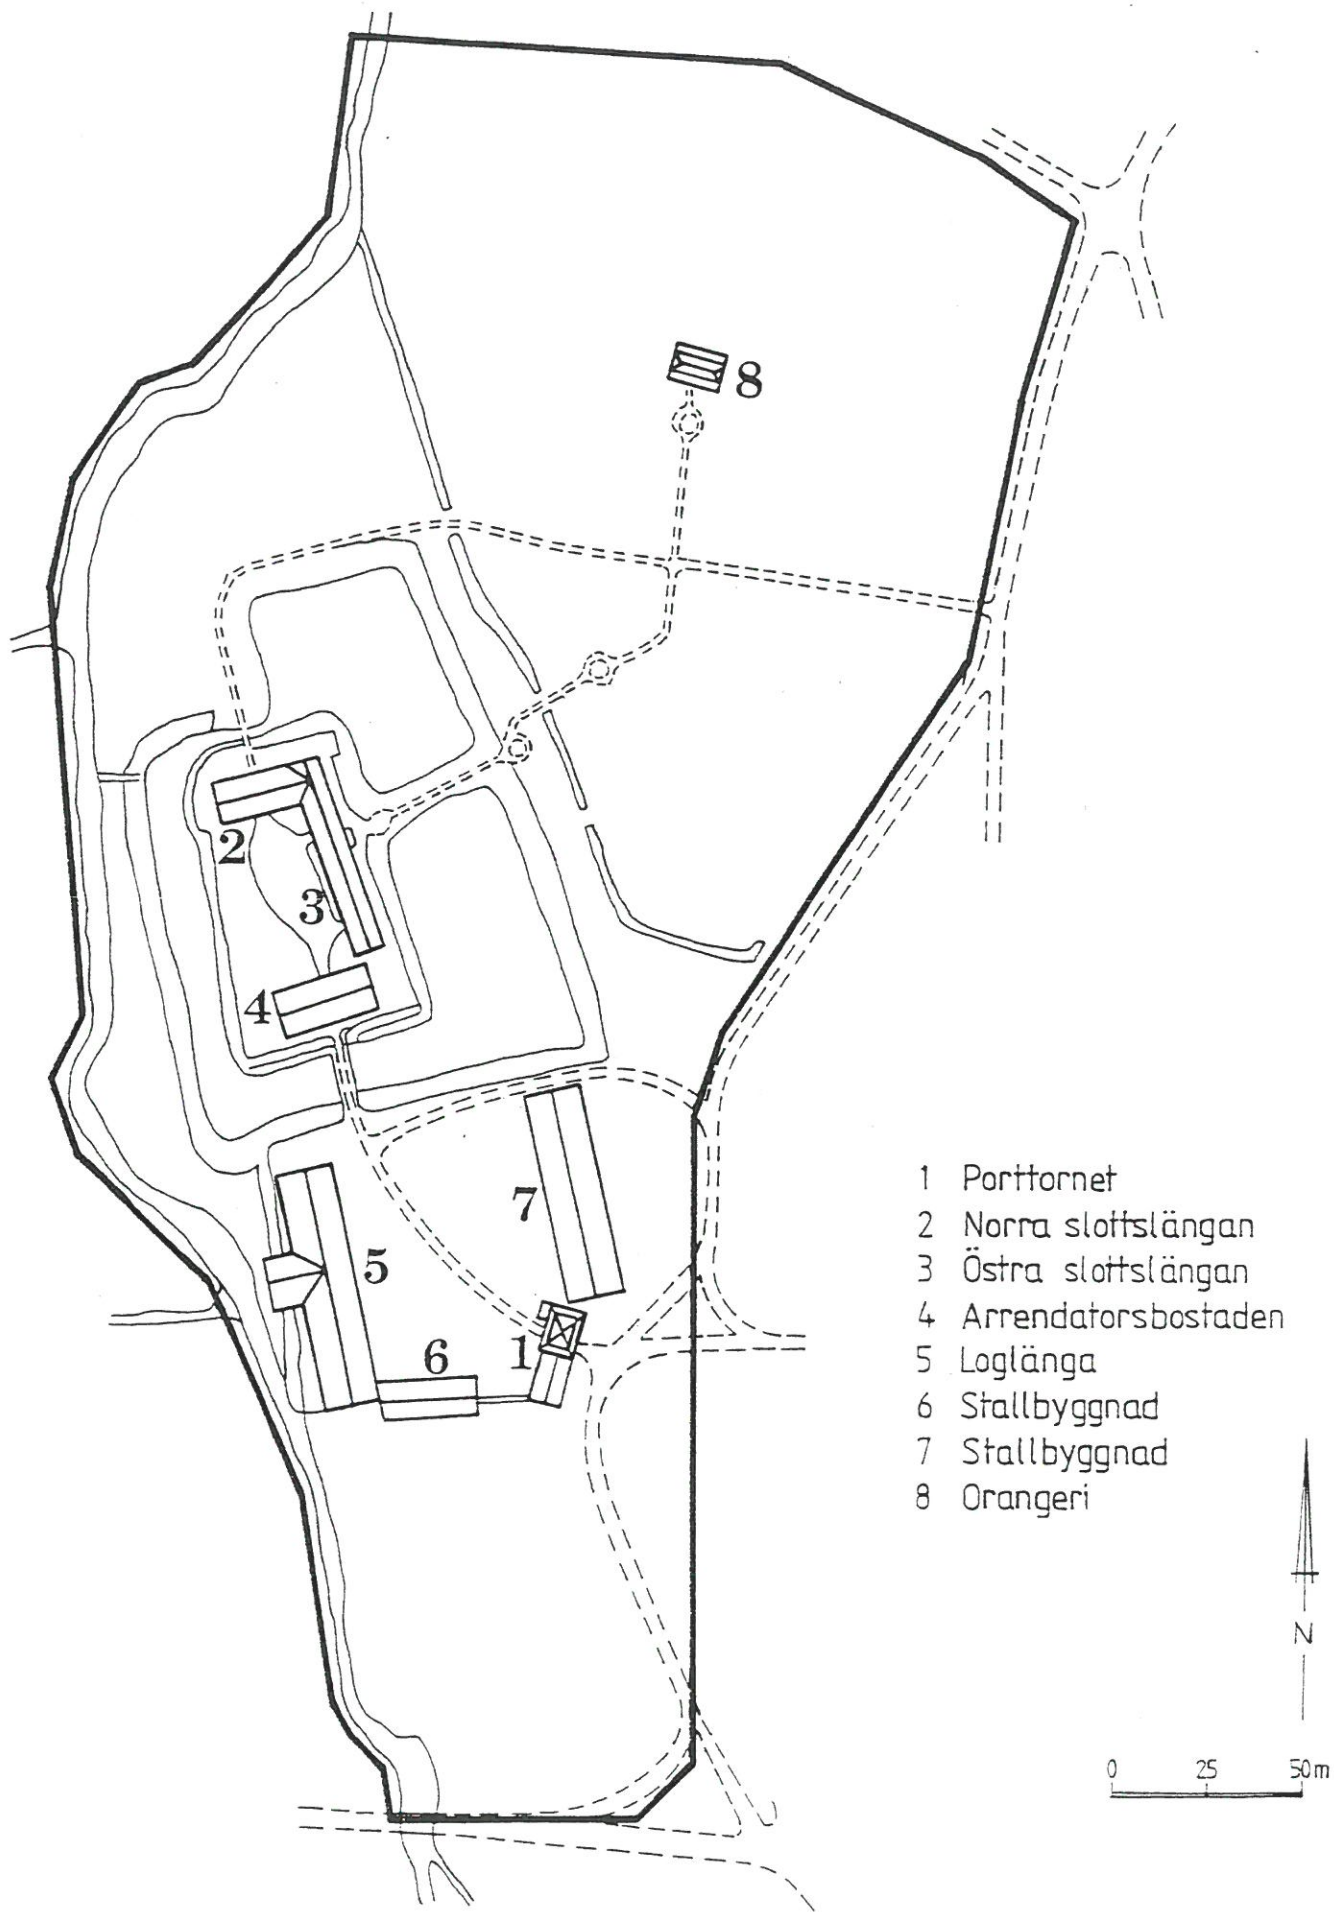 8
2
3
4
7
5
1
6
1 Porttornet
2 Norra slottslängan
3 Östra slottslängan
4 Arrendatorsbostaden
5 Loglänga
6 Stallbyggnad
7 Stallbyggnad
8 Orangeri
N
0 25 50m